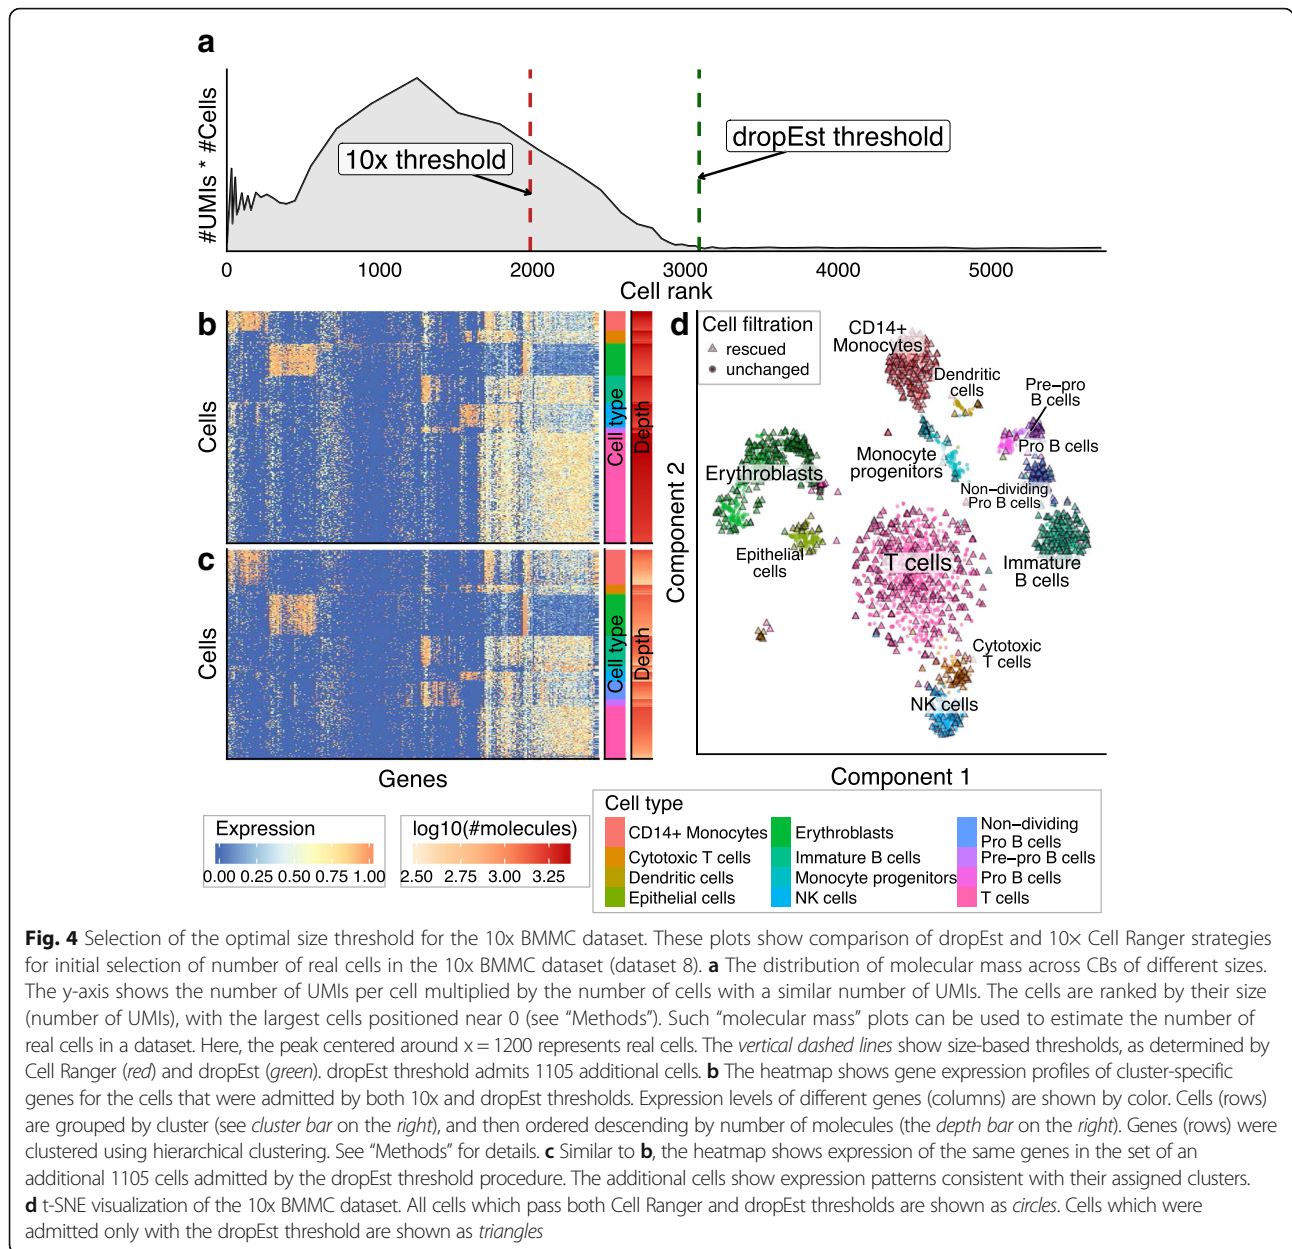 a
#UMIs * #Cells
10x threshold
dropEst threshold
0 1000 2000 3000 4000 5000
Cell rank
b
Cells
Cell type
Depth
c
Cells
Cell type
Depth
Genes
d
Cell filtration
rescued
unchanged
CD14+
Monocytes
Dendritic
cells
Pre−pro
B cells
Pro B cells
Monocyte
progenitors
Non−dividing
Pro B cells
Erythroblasts
Epithelial
cells
T cells
Immature
B cells
Cytotoxic
T cells
NK cells
Component 2
Component 1
Expression
0.00 0.25 0.50 0.75 1.00
log10(#molecules)
2.50 2.75 3.00 3.25
Cell type
CD14+ Monocytes
Cytotoxic T cells
Dendritic cells
Epithelial cells
Erythroblasts
Immature B cells
Monocyte progenitors
NK cells
Non−dividing
Pro B cells
Pre−pro B cells
Pro B cells
T cells
Fig. 4 Selection of the optimal size threshold for the 10x BMMC dataset. These plots show comparison of dropEst and 10× Cell Ranger strategies
for initial selection of number of real cells in the 10x BMMC dataset (dataset 8). a The distribution of molecular mass across CBs of different sizes.
The y-axis shows the number of UMIs per cell multiplied by the number of cells with a similar number of UMIs. The cells are ranked by their size
(number of UMIs), with the largest cells positioned near 0 (see “Methods”). Such “molecular mass” plots can be used to estimate the number of
real cells in a dataset. Here, the peak centered around x = 1200 represents real cells. The vertical dashed lines show size-based thresholds, as determined by
Cell Ranger (red) and dropEst (green). dropEst threshold admits 1105 additional cells. b The heatmap shows gene expression profiles of cluster-specific
genes for the cells that were admitted by both 10x and dropEst thresholds. Expression levels of different genes (columns) are shown by color. Cells (rows)
are grouped by cluster (see cluster bar on the right), and then ordered descending by number of molecules (the depth bar on the right). Genes (rows) were
clustered using hierarchical clustering. See “Methods” for details. c Similar to b, the heatmap shows expression of the same genes in the set of an
additional 1105 cells admitted by the dropEst threshold procedure. The additional cells show expression patterns consistent with their assigned clusters.
d t-SNE visualization of the 10x BMMC dataset. All cells which pass both Cell Ranger and dropEst thresholds are shown as circles. Cells which were
admitted only with the dropEst threshold are shown as triangles